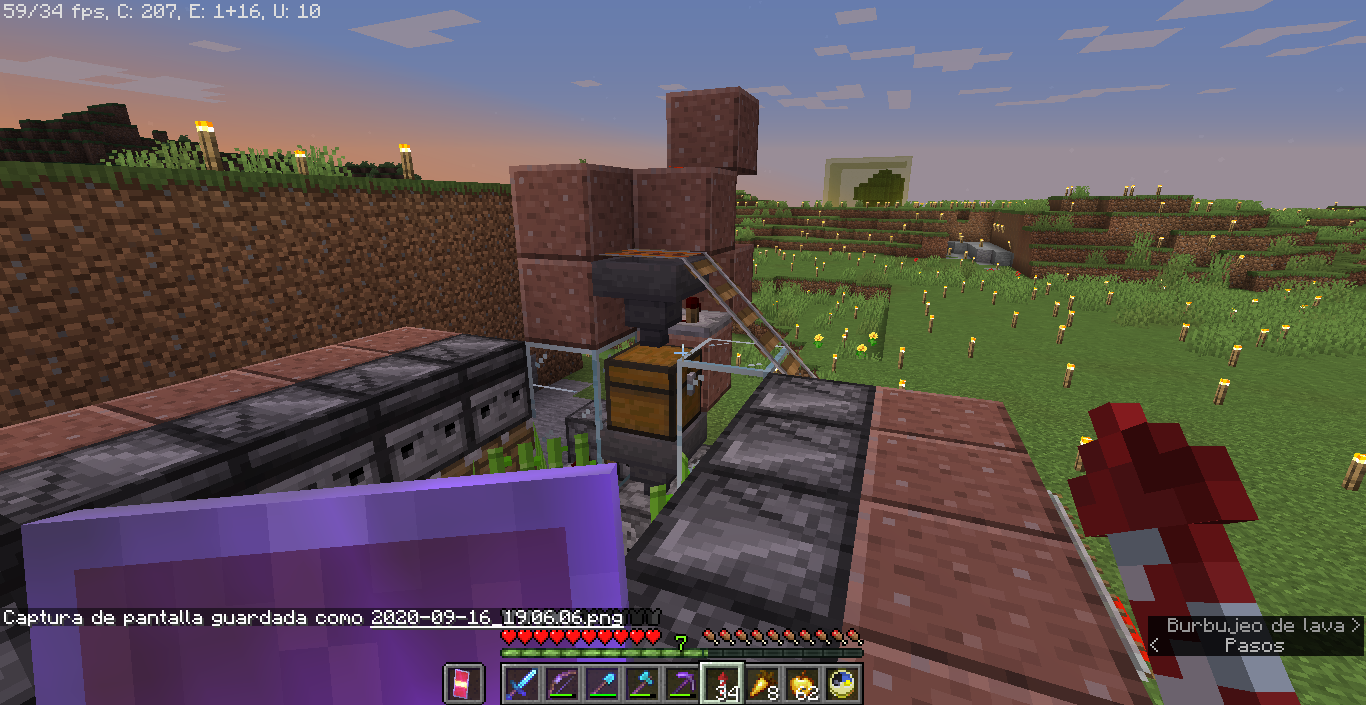 59/34 fps, C: 207, E: 1+16, U: 10
Captura de pantalla guardada como 2020-09-16_19.06.06.png
Burbujeo de lava >
< Pasos
7
34 8 62